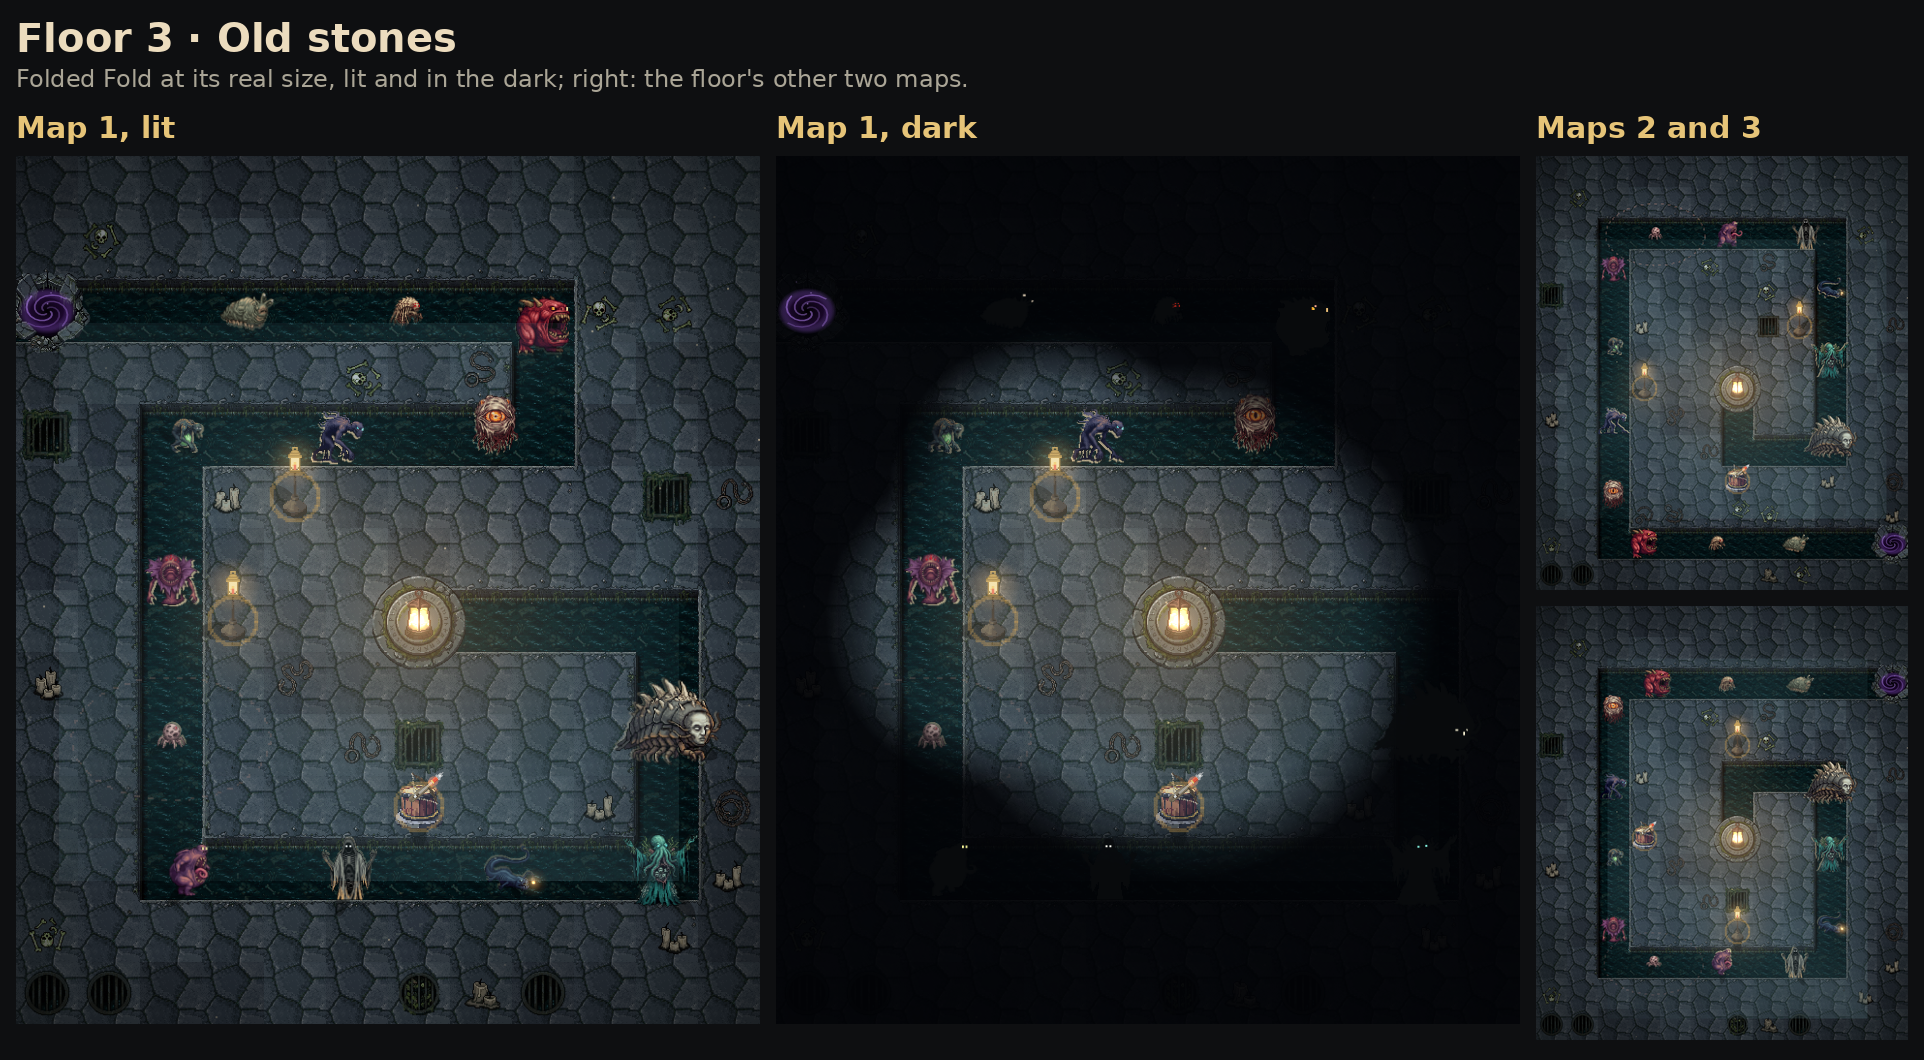 Floor 3 · Old stones
Folded Fold at its real size, lit and in the dark; right: the floor's other two maps.
Map 1, lit
Map 1, dark
Maps 2 and 3